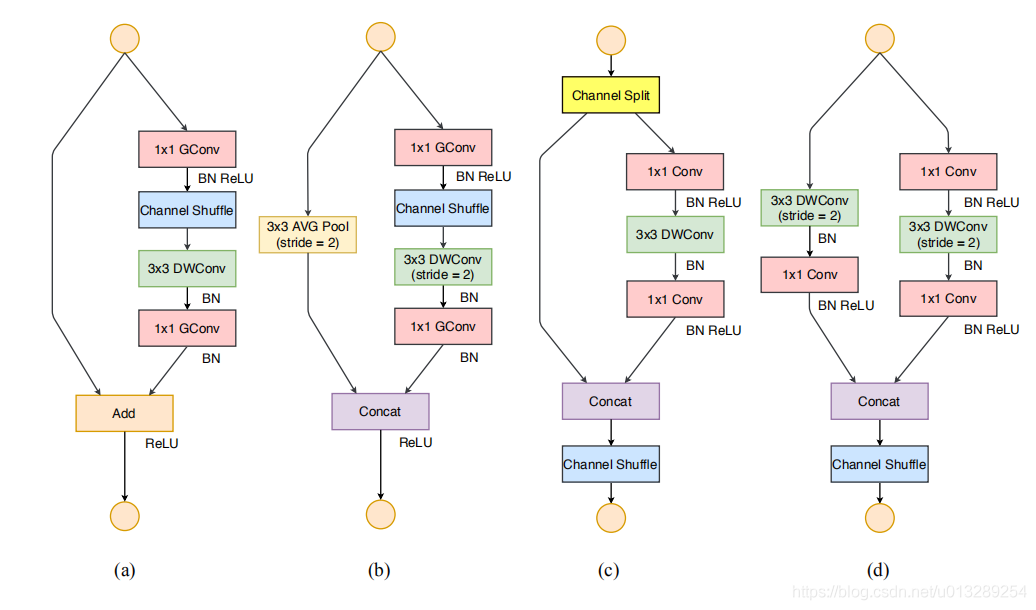 1x1 GConv
BN ReLU
Channel Shuffle
3x3 DWConv
BN
1x1 GConv
BN
Add
ReLU
(a)
1x1 GConv
BN ReLU
Channel Shuffle
3x3 AVG Pool
(stride = 2)
3x3 DWConv
(stride = 2)
BN
1x1 GConv
BN
Concat
ReLU
(b)
Channel Split
1x1 Conv
BN ReLU
3x3 DWConv
BN
1x1 Conv
BN ReLU
Concat
Channel Shuffle
(c)
3x3 DWConv
(stride = 2)
BN
1x1 Conv
BN ReLU
1x1 Conv
BN ReLU
3x3 DWConv
(stride = 2)
BN
1x1 Conv
BN ReLU
Concat
Channel Shuffle
(d)
https://blog.csdn.net/u013289254